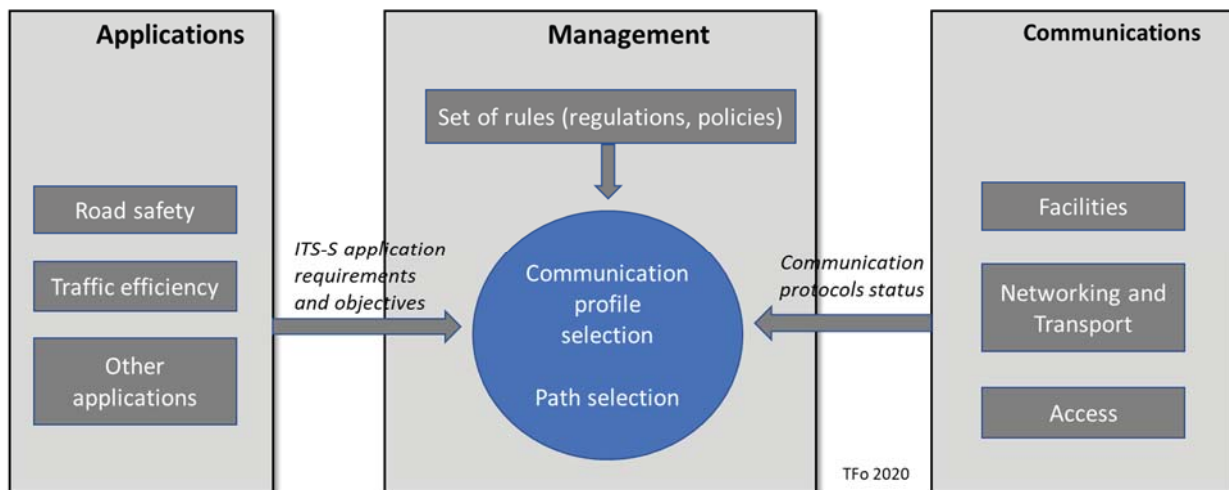 Applications
Road safety
Traffic efficiency
Other
applications
ITS-S application
requirements
and objectives
Management
Set of rules (regulations, policies)
Communication
profile
selection
Path selection
Communication
protocols status
TFo 2020
Communications
Facilities
Networking and
Transport
Access